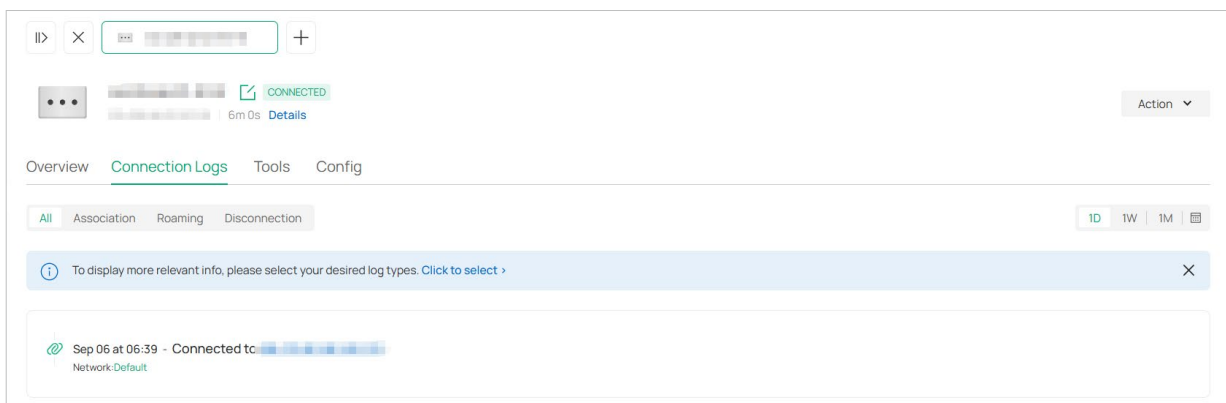 CONNECTED
6m 0s Details
Action
Overview Connection Logs Tools Config
All Association Roaming Disconnection
1D 1W 1M
To display more relevant info, please select your desired log types. Click to select >
Sep 06 at 06:39 - Connected to
Network:Default